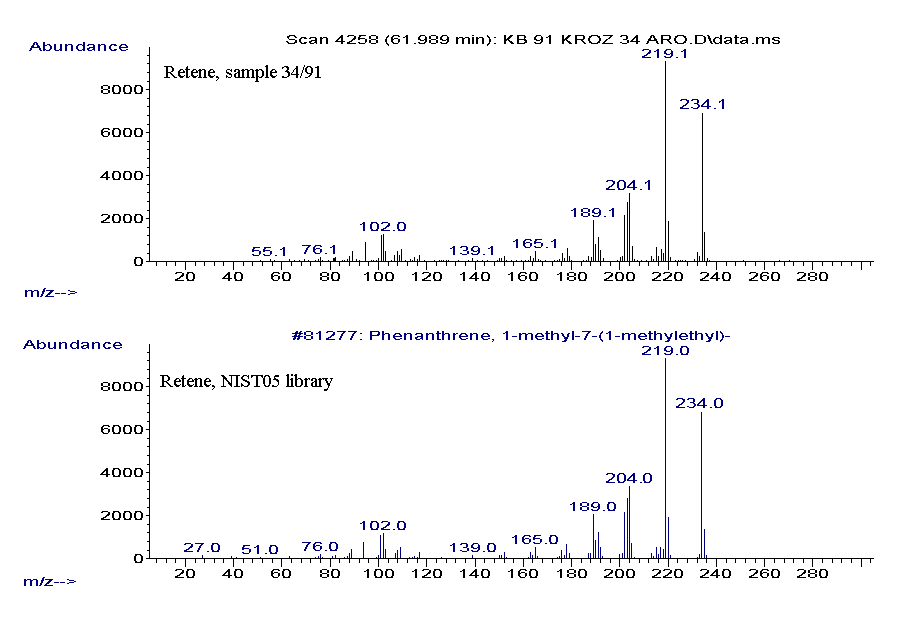 Scan 4258 (61.989 min): KB 91 KROZ 34 ARO.D\data.ms
Abundance
219.1
Retene, sample 34/91
8000
234.1
6000
4000
204.1
2000
189.1
102.0
165.1
55.1 76.1 139.1
0
20 40 60 80 100 120 140 160 180 200 220 240 260 280
m/z-->
#81277: Phenanthrene, 1-methyl-7-(1-methylethyl)-
Abundance
219.0
Retene, NIST05 library
8000
234.0
6000
4000
204.0
2000
189.0
102.0
165.0
27.0 51.0 76.0 139.0
0
20 40 60 80 100 120 140 160 180 200 220 240 260 280
m/z-->